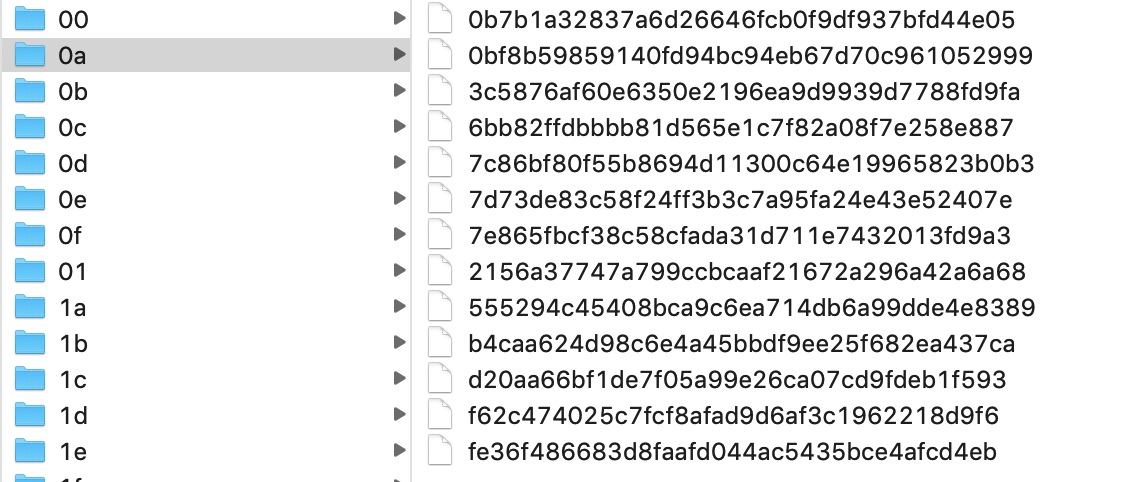 00
0a
0b
0c
0d
0e
0f
01
1a
1b
1c
1d
1e
0b7b1a32837a6d26646fcb0f9df937bfd44e05
0bf8b59859140fd94bc94eb67d70c961052999
3c5876af60e6350e2196ea9d9939d7788fd9fa
6bb82ffdbbbb81d565e1c7f82a08f7e258e887
7c86bf80f55b8694d11300c64e19965823b0b3
7d73de83c58f24ff3b3c7a95fa24e43e52407e
7e865fbcf38c58cfada31d711e7432013fd9a3
2156a37747a799ccbcaaf21672a296a42a6a68
555294c45408bca9c6ea714db6a99dde4e8389
b4caa624d98c6e4a45bbdf9ee25f682ea437ca
d20aa66bf1de7f05a99e26ca07cd9fdeb1f593
f62c474025c7fcf8afad9d6af3c1962218d9f6
fe36f486683d8faafd044ac5435bce4afcd4eb